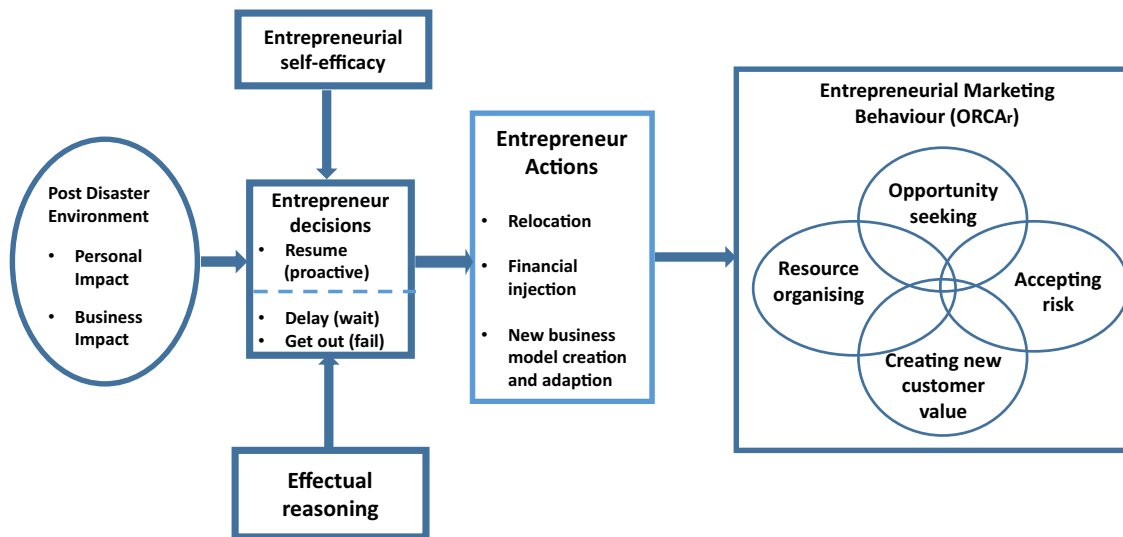 Entrepreneurial
self-efficacy
Post Disaster
Environment
• Personal
Impact
• Business
Impact
Entrepreneur
decisions
• Resume
(proactive)
• Delay (wait)
• Get out (fail)
Effectual
reasoning
Entrepreneur
Actions
• Relocation
• Financial
injection
• New business
model creation
and adaption
Entrepreneurial Marketing
Behaviour (ORCAr)
Opportunity
seeking
Resource
organising
Accepting
risk
Creating new
customer
value